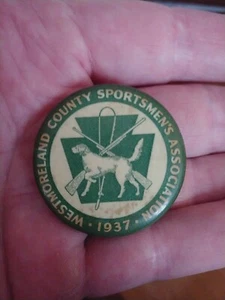 WESTMORELAND COUNTY SPORTSMEN'S ASSOCIATION
· 1937 ·